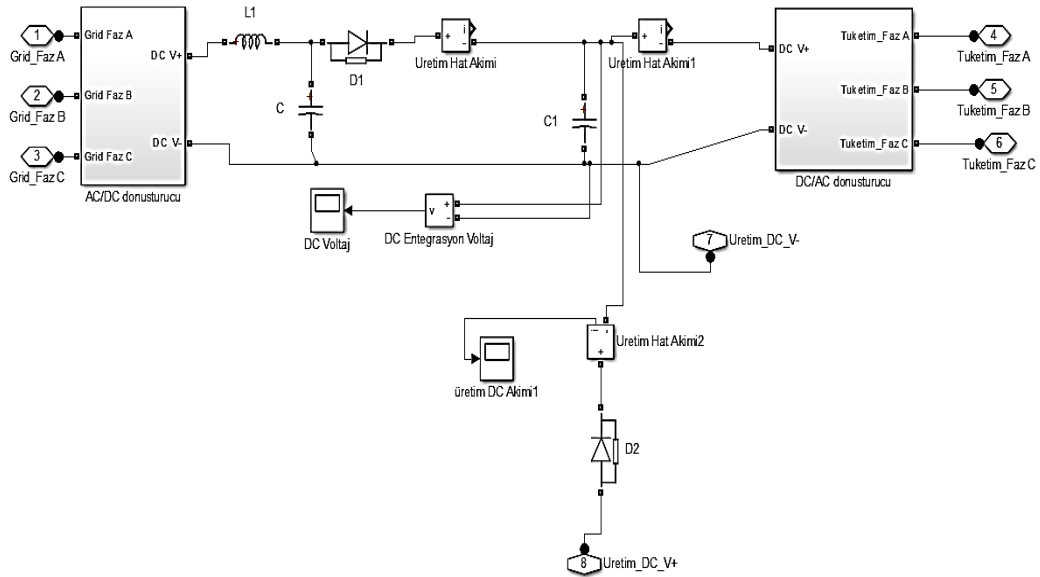 L1
1
Grid_Faz A
2
Grid_Faz B
3
Grid_Faz C
Grid Faz A
Grid Faz B
Grid Faz C
DC V+
DC V-
AC/DC donusturucu
D1
C
+ i -
Uretim Hat Akimi
C1
+ i -
Uretim Hat Akimi1
DC V+
DC V-
Tuketim_Faz A
Tuketim_Faz B
Tuketim_Faz C
DC/AC donusturucu
4
Tuketim_Faz A
5
Tuketim_Faz B
6
Tuketim_Faz C
DC Voltaj
v + -
DC Entegrasyon Voltaj
7
Uretim_DC_V-
Uretim Hat Akimi2
üretim DC Akimi1
D2
8
Uretim_DC_V+